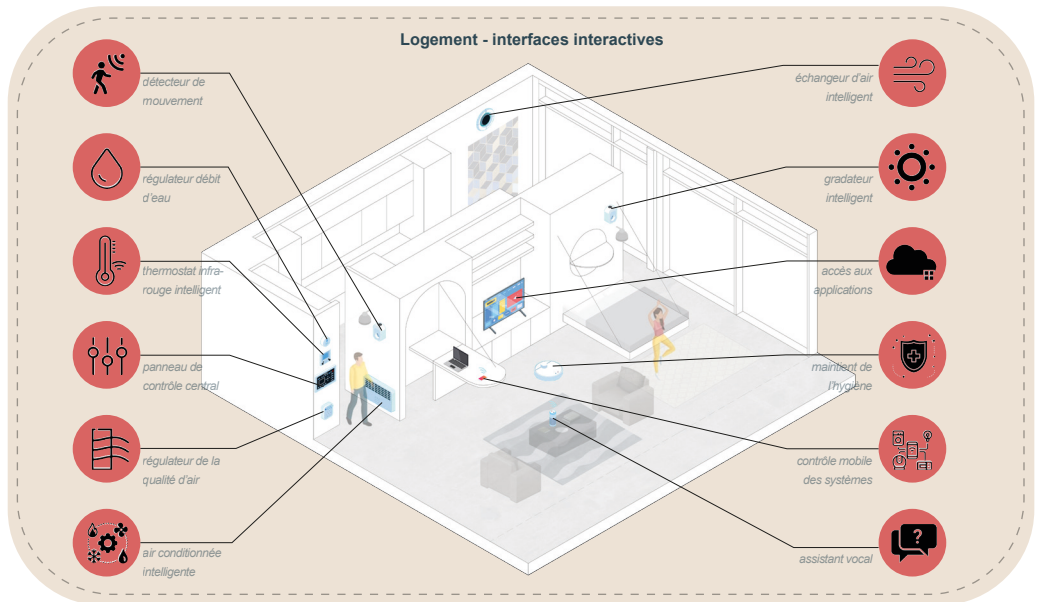 Logement - interfaces interactives
détecteur de
mouvement
régulateur débit
d'eau
thermostat infra-
rouge intelligent
panneau de
contrôle central
régulateur de la
qualité d'air
air conditionnée
intelligente
échangeur d'air
intelligent
gradateur
intelligent
accès aux
applications
maintient de
l'hygiène
contrôle mobile
des systèmes
assistant vocal
?